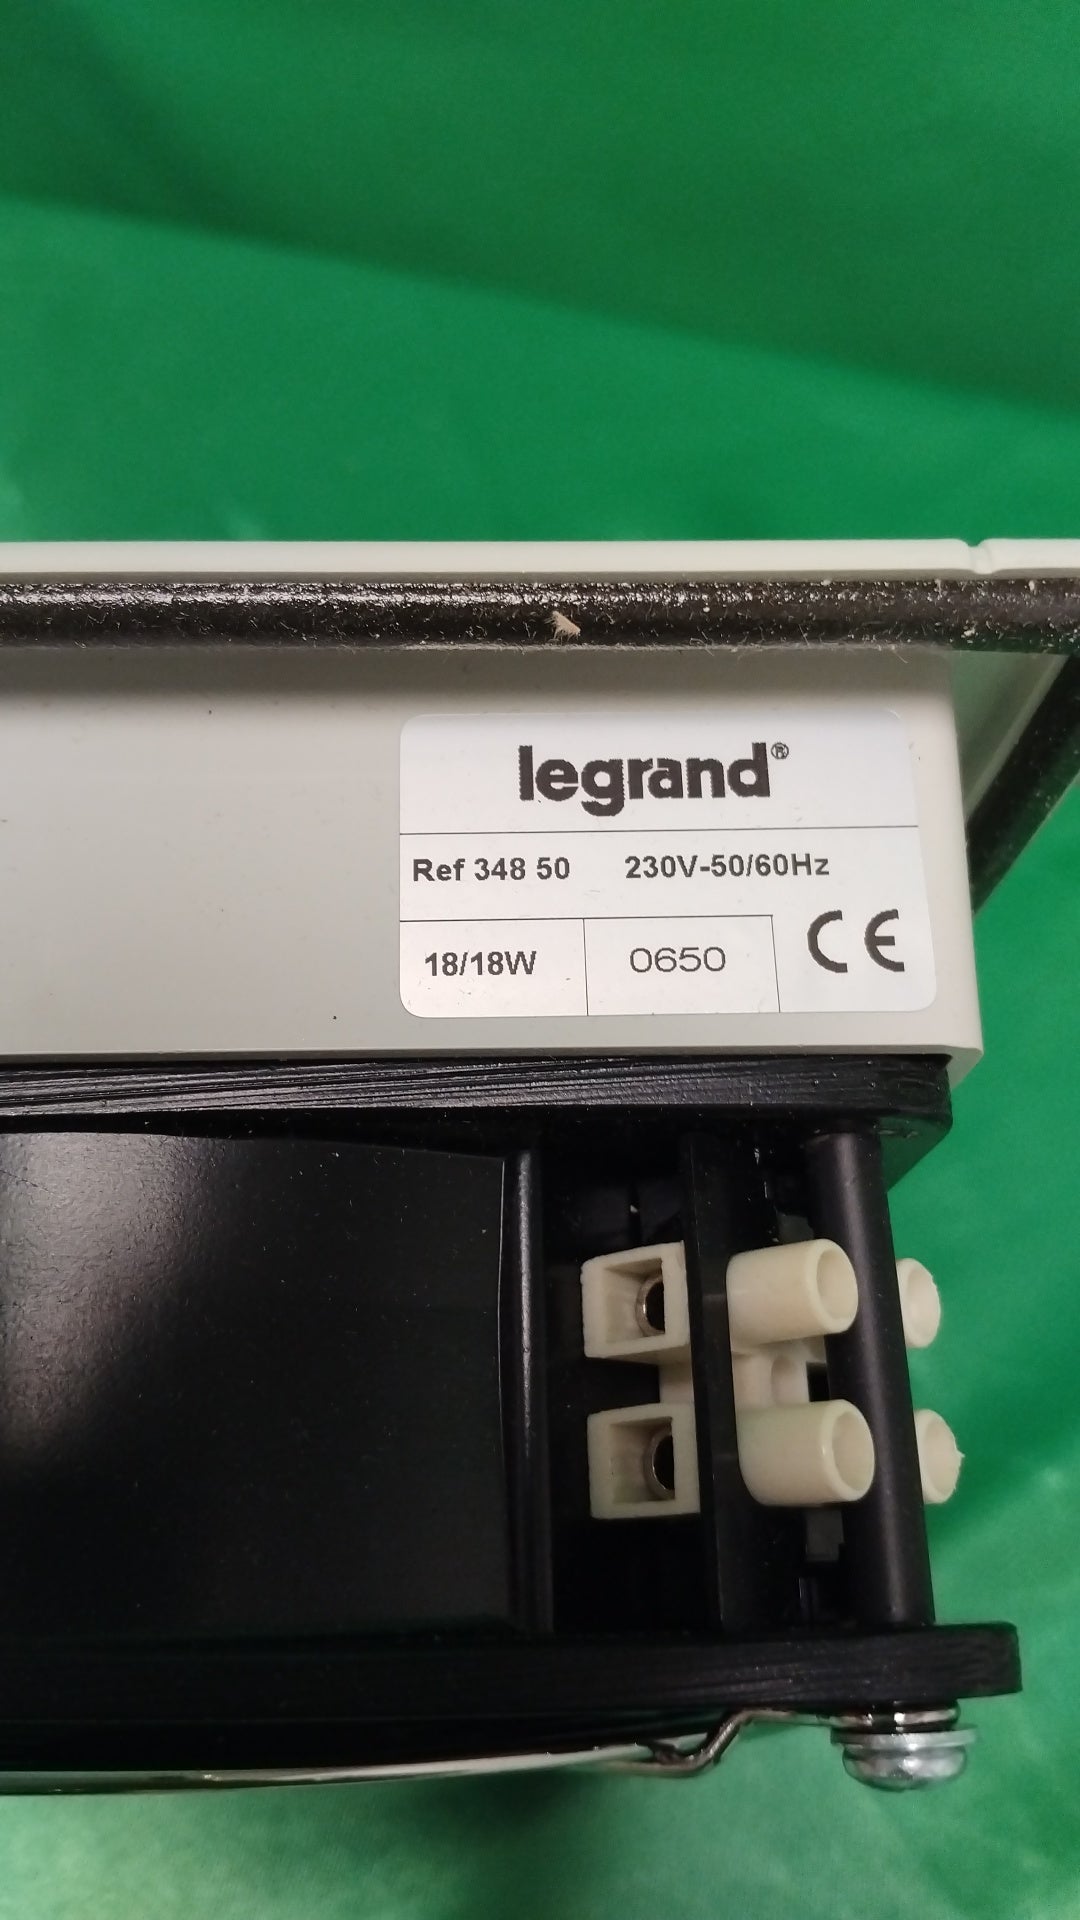 legrand®
Ref 348 50 230V-50/60Hz
18/18W 0650 CE